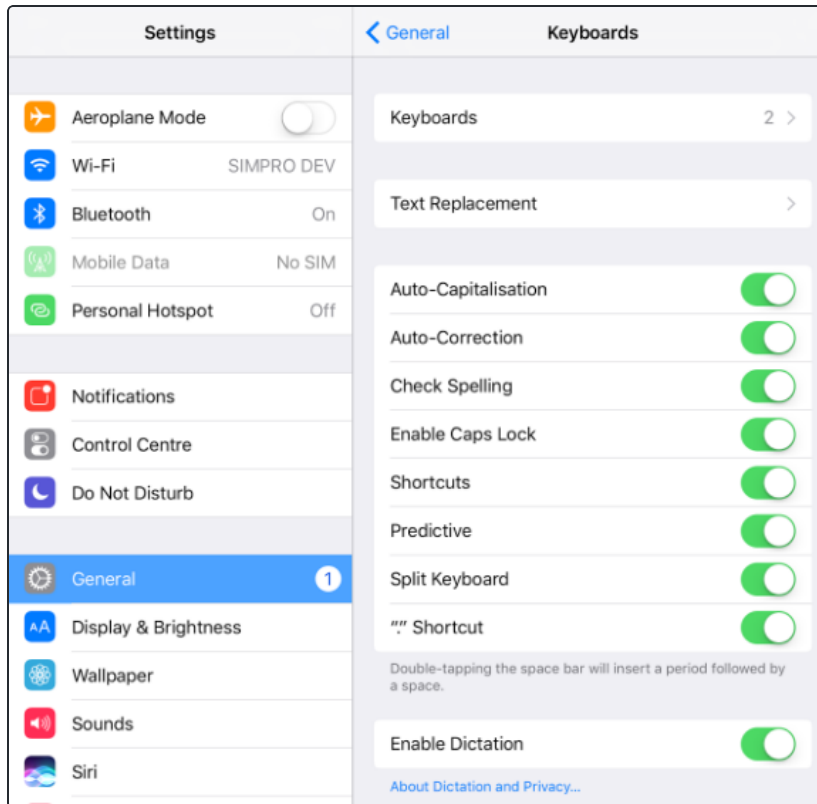 Settings
Aeroplane Mode
Wi-Fi SIMPRO DEV
Bluetooth On
Mobile Data No SIM
Personal Hotspot Off
Notifications
Control Centre
Do Not Disturb
General 1
AA Display & Brightness
Wallpaper
Sounds
Siri
General Keyboards
Keyboards 2
Text Replacement
Auto-Capitalisation
Auto-Correction
Check Spelling
Enable Caps Lock
Shortcuts
Predictive
Split Keyboard
"." Shortcut
Double-tapping the space bar will insert a period followed by
a space.
Enable Dictation
About Dictation and Privacy...